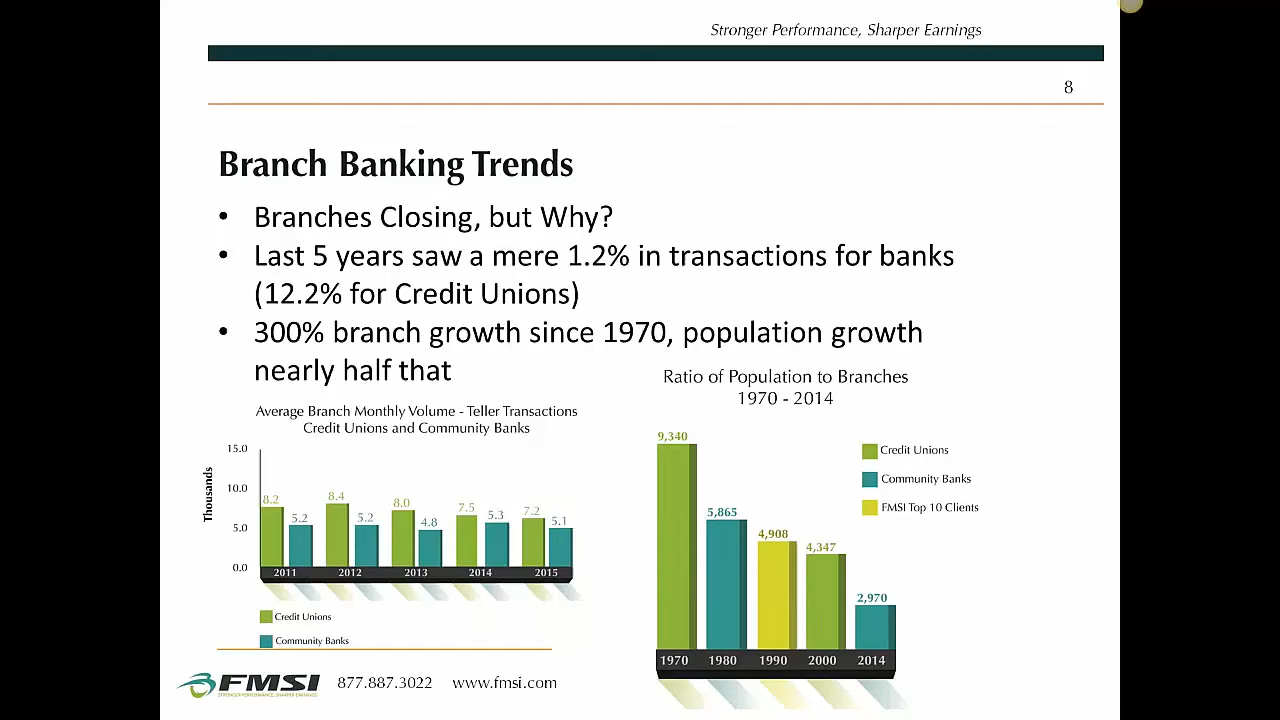 Stronger Performance, Sharper Earnings
8
Branch Banking Trends
• Branches Closing, but Why?
• Last 5 years saw a mere 1.2% in transactions for banks
(12.2% for Credit Unions)
• 300% branch growth since 1970, population growth
nearly half that
Average Branch Monthly Volume - Teller Transactions
Credit Unions and Community Banks
Thousands
15.0
10.0
5.0
0.0
8.2 5.2 8.4 5.2 8.0 4.8 7.5 5.3 7.2 5.1
2011 2012 2013 2014 2015
Credit Unions
Community Banks
Ratio of Population to Branches
1970 - 2014
9,340
5,865
4,908
4,347
2,970
1970 1980 1990 2000 2014
Credit Unions
Community Banks
FMSI Top 10 Clients
FMSI
STRONGER PERFORMANCE, SHARPER EARNINGS
877.887.3022 www.fmsi.com